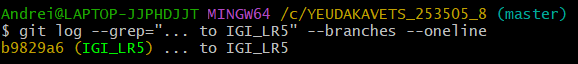 Andrei@LAPTOP-JJPHDJJT MINGW64 /c/YEUDAKAVETS_253505_8 (master)
$ git log --grep="... to IGI_LR5" --branches --oneline
b9829a6 (IGI_LR5) ... to IGI_LR5